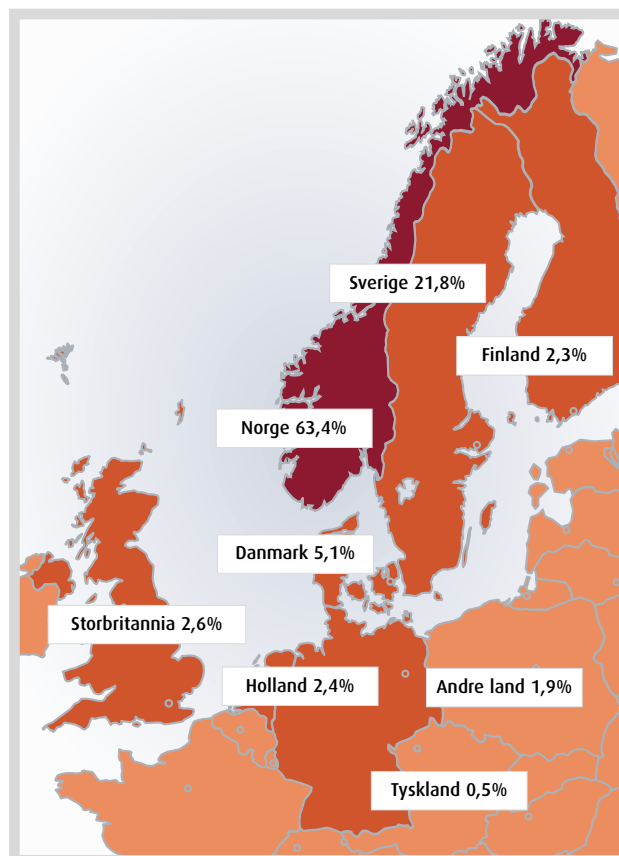 Sverige 21,8%
Finland 2,3%
Norge 63,4%
Danmark 5,1%
Storbritannia 2,6%
Holland 2,4%
Andre land 1,9%
Tyskland 0,5%